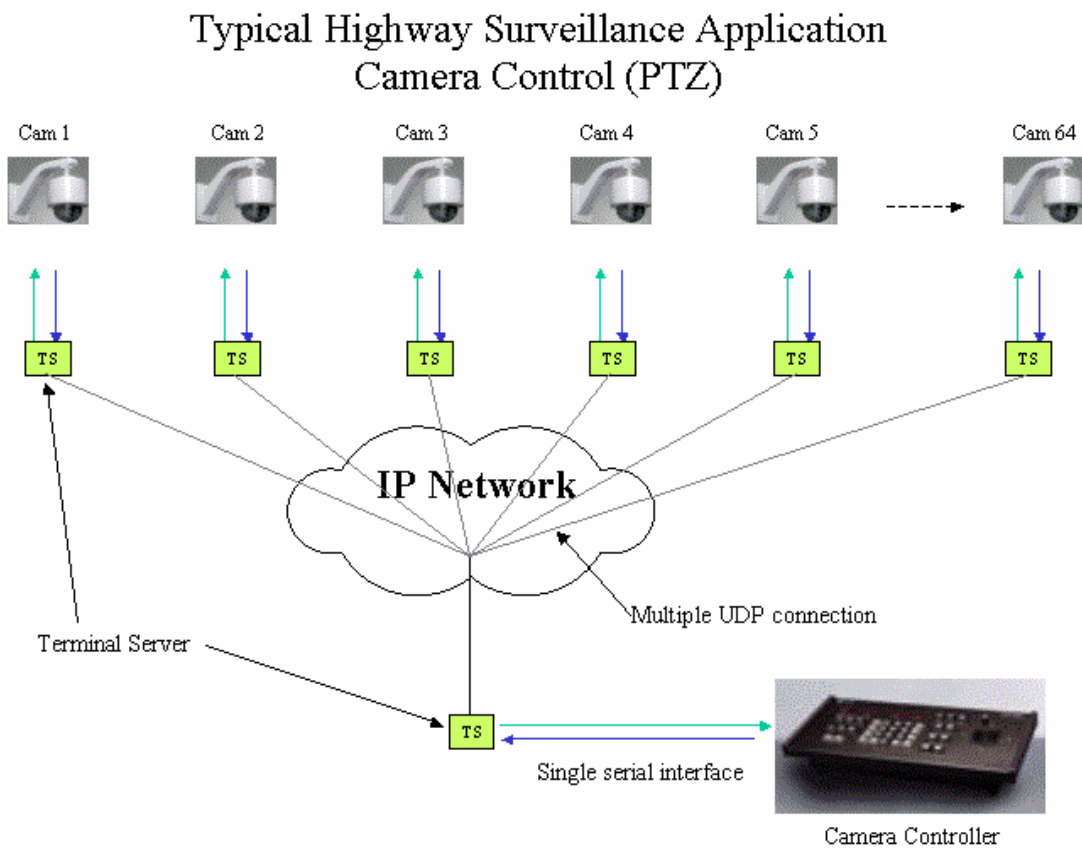 Typical Highway Surveillance Application
Camera Control (PTZ)
Cam 1
Cam 2
Cam 3
Cam 4
Cam 5
Cam 64
TS
TS
TS
TS
TS
TS
IP Network
Multiple UDP connection
Terminal Server
TS
Single serial interface
Camera Controller